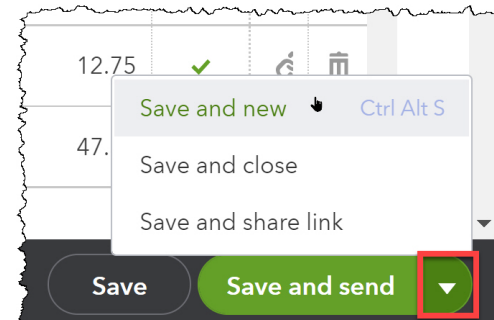 12.75
Save and new Ctrl Alt S
47.
Save and close
Save and share link
Save Save and send